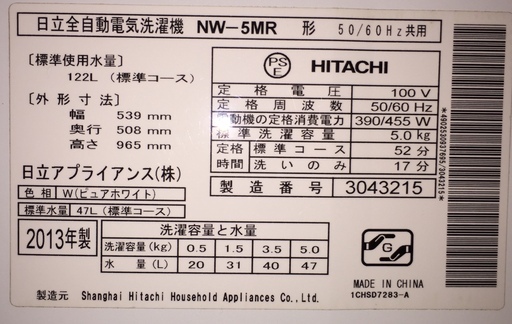 日立全自動電気洗濯機 NW-5MR 形 50/60Hz共用
〔標準使用水量〕
122L (標準コース)
〔外形寸法〕
幅 539 mm
奥行 508 mm
高さ 965 mm
日立アプライアンス(株)
色相 W(ピュアホワイト)
標準水量 47L(標準コース)
PSE HITACHI
定格電圧 100 V
定格周波数 50/60 Hz
電動機の定格消費電力 390/455 W
標準洗濯容量 5.0kg
定格時間 標準コース 52分
洗いのみ 17分
製造番号 3043215
*4902530937695/3043215*
2013年製
洗濯容量と水量
洗濯容量(kg) 0.5 1.5 3.5 5.0
水量(L) 20 31 40 47
G
MADE IN CHINA
1CHSD7283-A
製造元 Shanghai Hitachi Household Appliances Co.,Ltd.